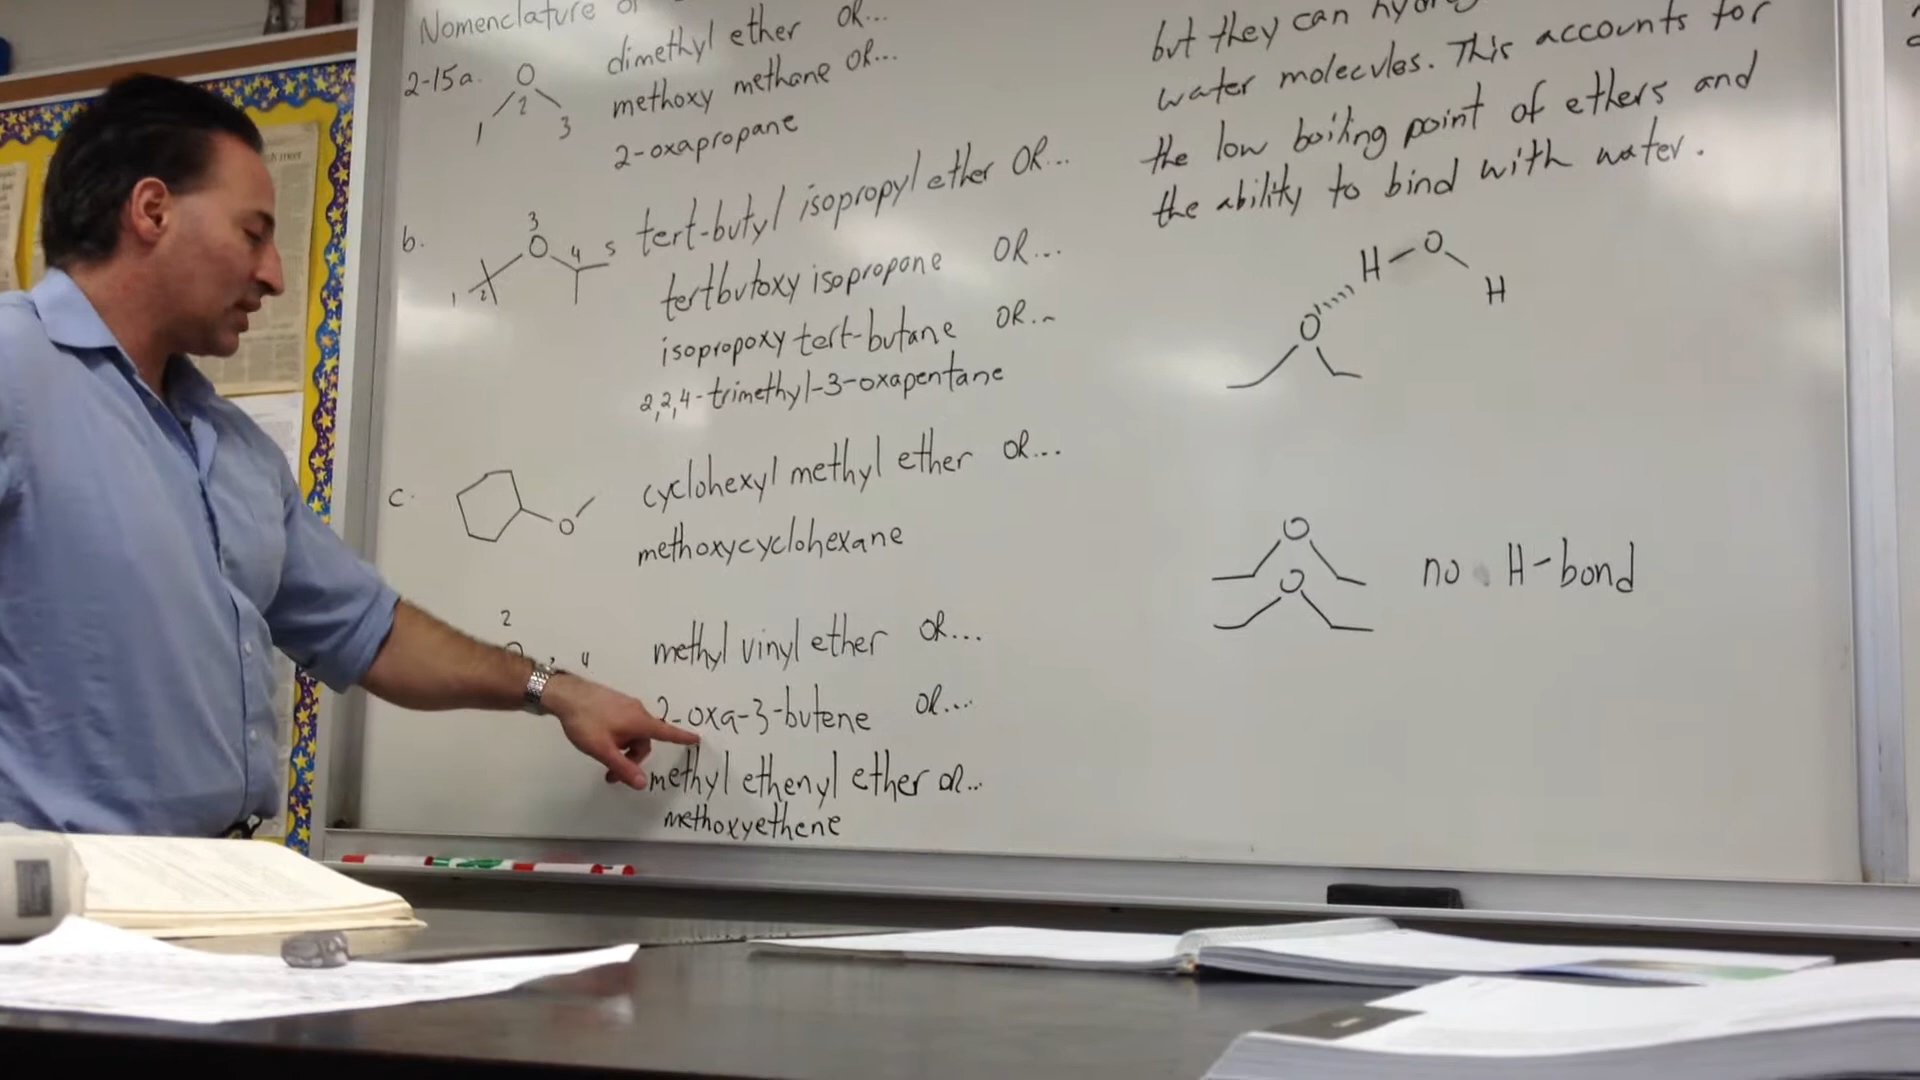 Nomenclature of
dimethyl ether OR...
2-15a. O
methoxy methane OR...
1 2 3
2-oxapropane
b. 3
O 4 5
1 2
tert-butyl isopropyl ether OR...
tertbutoxy isopropane OR...
isopropoxy tert-butane OR...
2,2,4-trimethyl-3-oxapentane
c. O
cyclohexyl methyl ether OR...
methoxycyclohexane
2
4
methyl vinyl ether OR...
2-oxa-3-butene OR....
methyl ethenyl ether OR...
methoxyethene
but they can
water molecules. This accounts for
the low boiling point of ethers and
the ability to bind with water.
H-O
H
O
O
O no H-bond